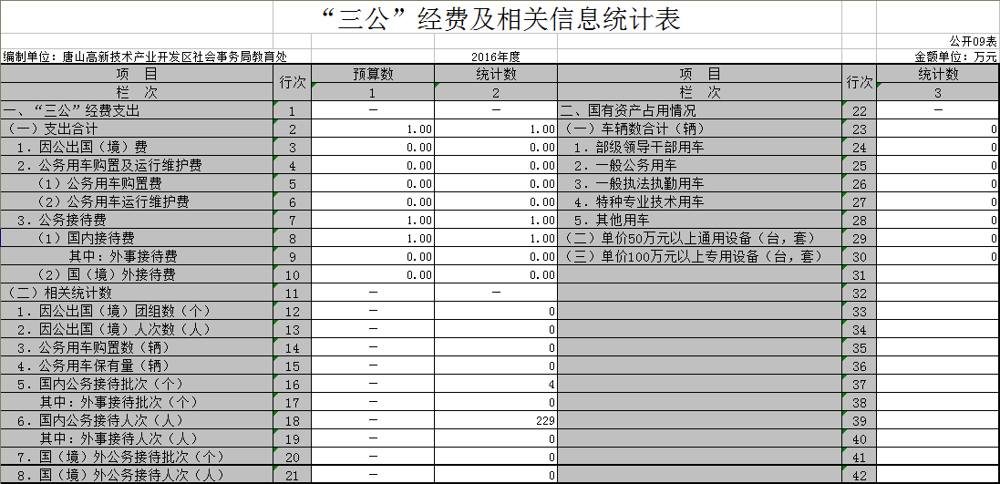 “三公”经费及相关信息统计表
公开09表
编制单位：唐山高新技术产业开发区社会事务局教育处 2016年度 金额单位：万元
项 目 行次 预算数 统计数 项 目 行次 统计数
栏 次 1 2 栏 次 3
一、“三公”经费支出 1 — — 二、国有资产占用情况 22 —
（一）支出合计 2 1.00 1.00 （一）车辆数合计（辆） 23 0
1．因公出国（境）费 3 0.00 0.00 1．部级领导干部用车 24 0
2．公务用车购置及运行维护费 4 0.00 0.00 2．一般公务用车 25 0
（1）公务用车购置费 5 0.00 0.00 3．一般执法执勤用车 26 0
（2）公务用车运行维护费 6 0.00 0.00 4．特种专业技术用车 27 0
3．公务接待费 7 1.00 1.00 5．其他用车 28 0
（1）国内接待费 8 1.00 1.00 （二）单价50万元以上通用设备（台，套） 29 0
其中：外事接待费 9 0.00 0.00 （三）单价100万元以上专用设备（台，套） 30 0
（2）国（境）外接待费 10 0.00 0.00 31
（二）相关统计数 11 — — 32
1．因公出国（境）团组数（个） 12 — 0 33
2．因公出国（境）人次数（人） 13 — 0 34
3．公务用车购置数（辆） 14 — 0 35
4．公务用车保有量（辆） 15 — 0 36
5．国内公务接待批次（个） 16 — 4 37
其中：外事接待批次（个） 17 — 0 38
6．国内公务接待人次（人） 18 — 229 39
其中：外事接待人次（人） 19 — 0 40
7．国（境）外公务接待批次（个） 20 — 0 41
8．国（境）外公务接待人次（人） 21 — 0 42